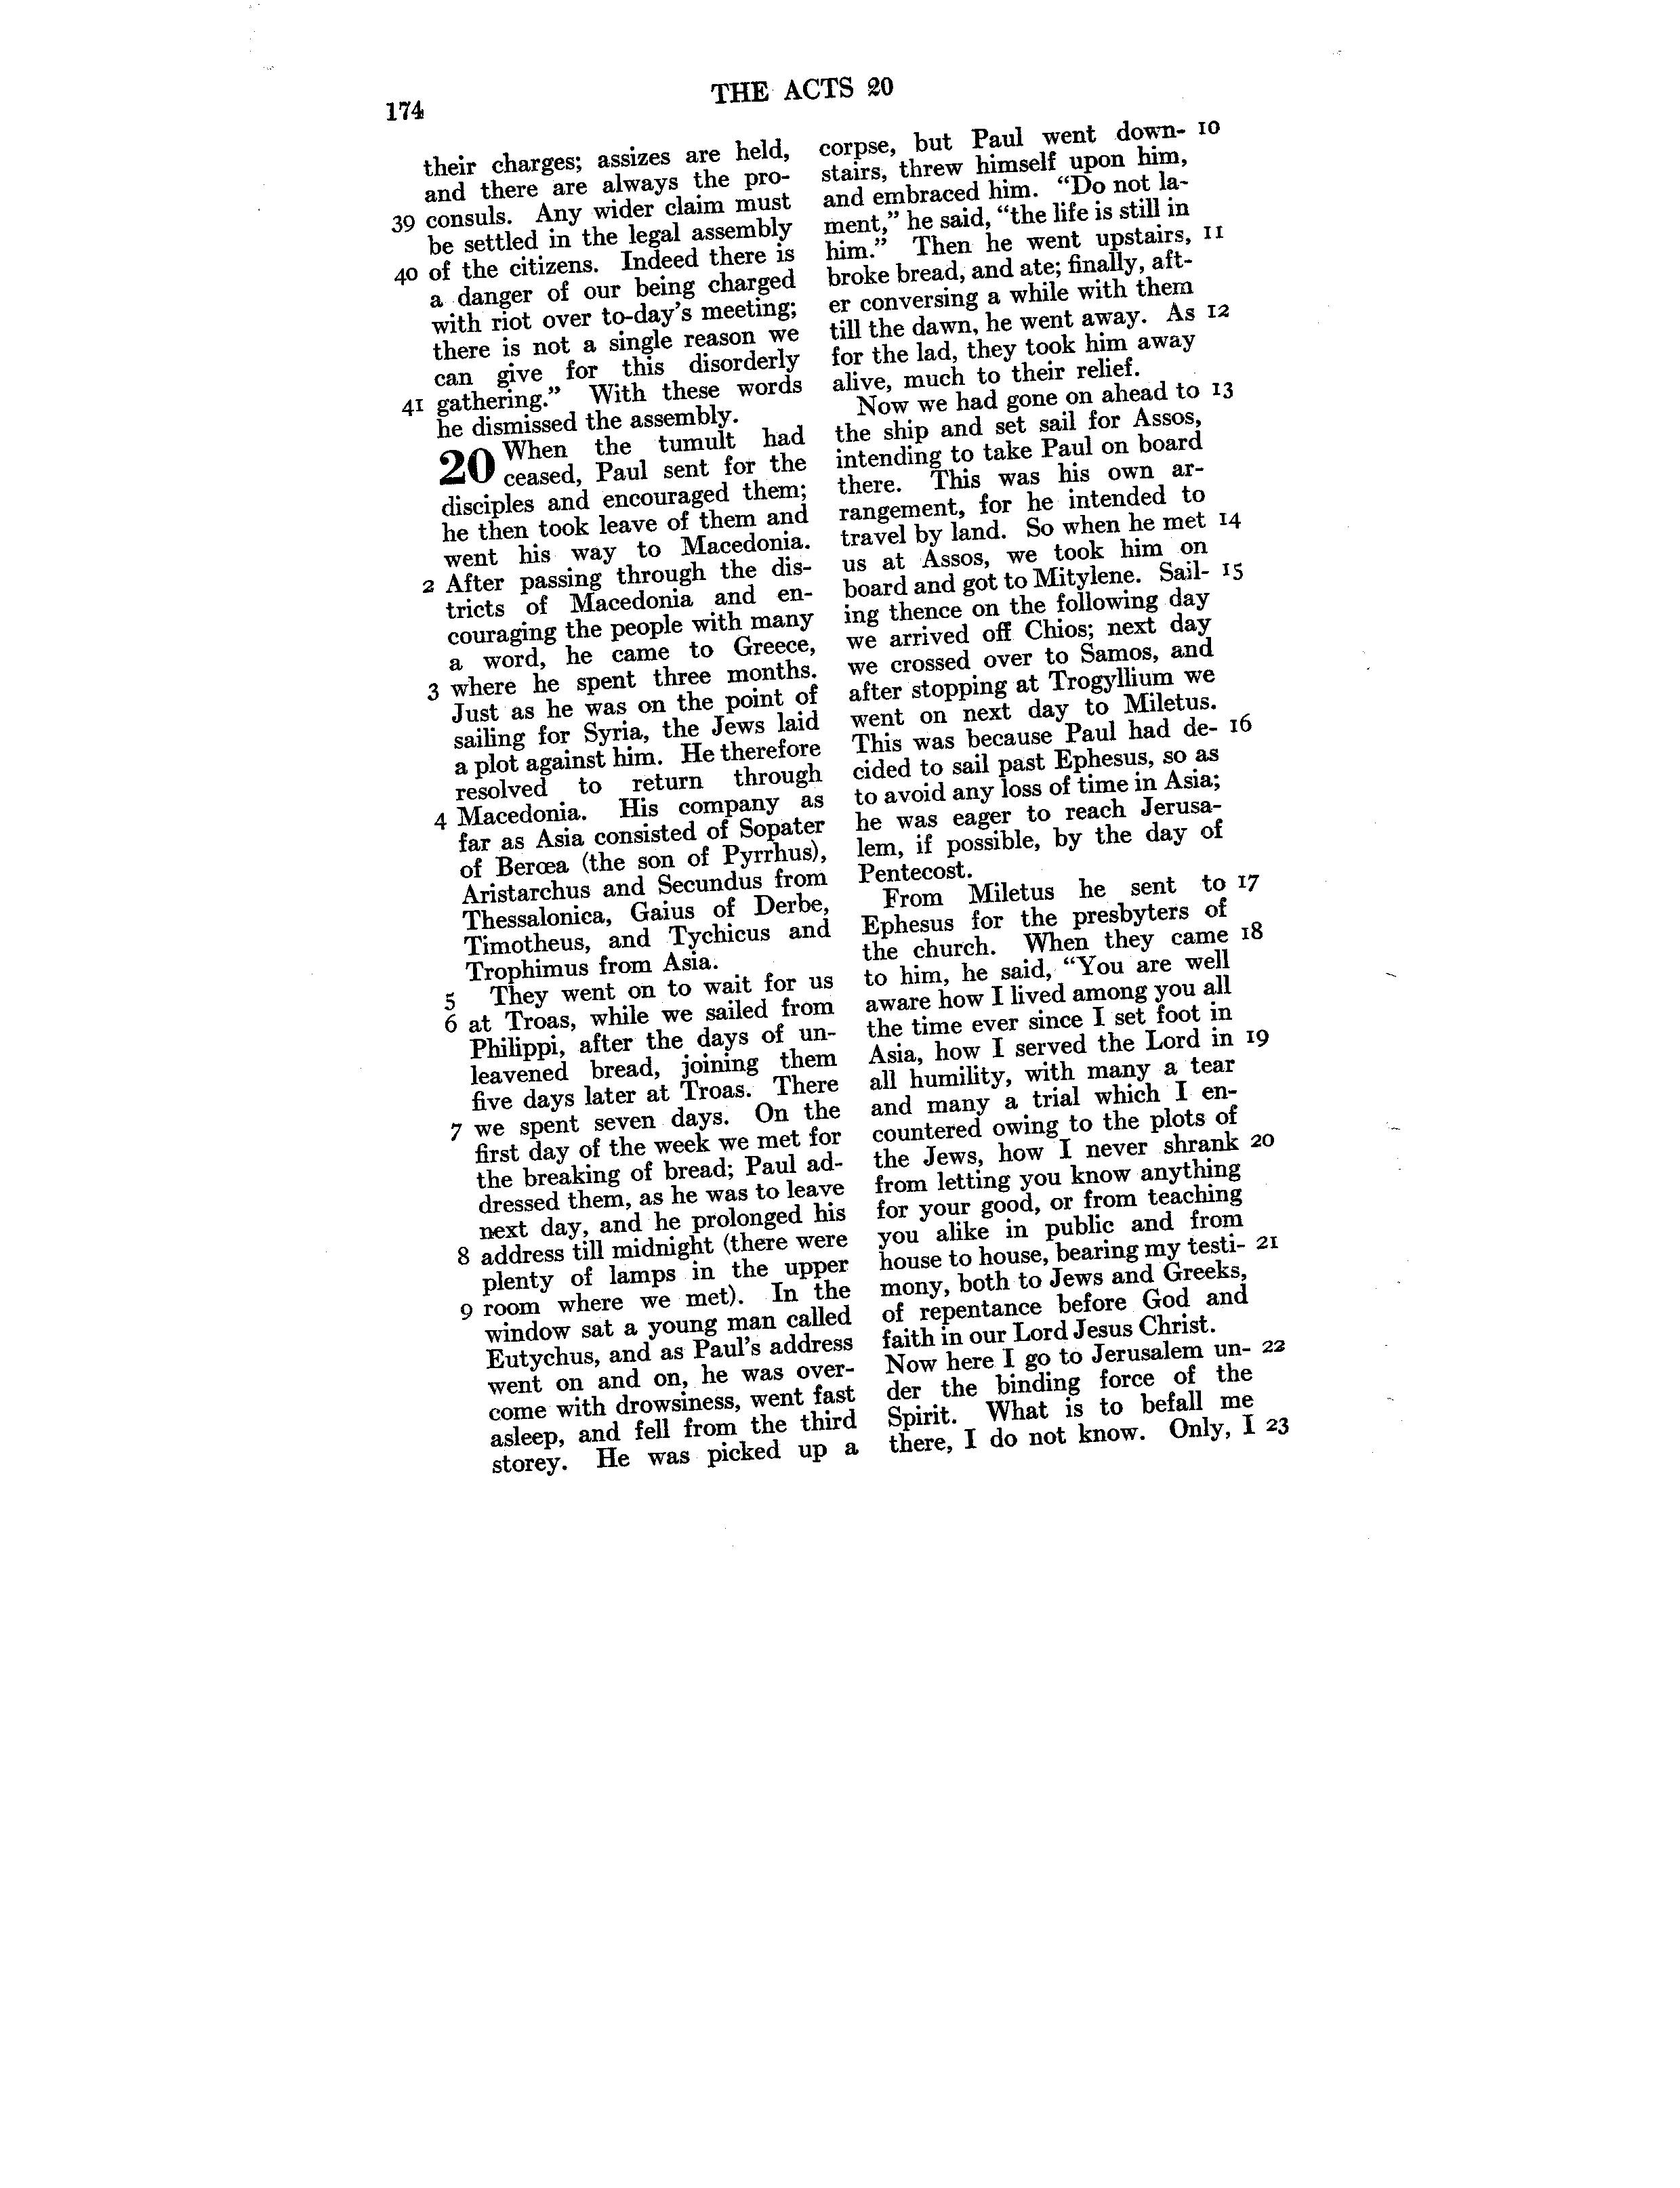 174
THE ACTS 20
their charges; assizes are held,
and there are always the pro-
39 consuls. Any wider claim must
be settled in the legal assembly
40 of the citizens. Indeed there is
a danger of our being charged
with riot over to-day's meeting;
there is not a single reason we
can give for this disorderly
41 gathering.” With these words
he dismissed the assembly.
20 When the tumult had
ceased, Paul sent for the
disciples and encouraged them;
he then took leave of them and
went his way to Macedonia.
2 After passing through the dis-
tricts of Macedonia and en-
couraging the people with many
a word, he came to Greece,
3 where he spent three months.
Just as he was on the point of
sailing for Syria, the Jews laid
a plot against him. He therefore
resolved to return through
4 Macedonia. His company as
far as Asia consisted of Sopater
of Berœa (the son of Pyrrhus),
Aristarchus and Secundus from
Thessalonica, Gaius of Derbe,
Timotheus, and Tychicus and
Trophimus from Asia.
5 They went on to wait for us
6 at Troas, while we sailed from
Philippi, after the days of un-
leavened bread, joining them
five days later at Troas. There
7 we spent seven days. On the
first day of the week we met for
the breaking of bread; Paul ad-
dressed them, as he was to leave
next day, and he prolonged his
8 address till midnight (there were
plenty of lamps in the upper
9 room where we met). In the
window sat a young man called
Eutychus, and as Paul's address
went on and on, he was over-
come with drowsiness, went fast
asleep, and fell from the third
storey. He was picked up a
corpse, but Paul went down- 10
stairs, threw himself upon him,
and embraced him. “Do not la-
ment,” he said, “the life is still in
him.” Then he went upstairs, 11
broke bread, and ate; finally, aft-
er conversing a while with them
till the dawn, he went away. As 12
for the lad, they took him away
alive, much to their relief.
Now we had gone on ahead to 13
the ship and set sail for Assos,
intending to take Paul on board
there. This was his own ar-
rangement, for he intended to
travel by land. So when he met 14
us at Assos, we took him on
board and got to Mitylene. Sail- 15
ing thence on the following day
we arrived off Chios; next day
we crossed over to Samos, and
after stopping at Trogyllium we
went on next day to Miletus.
This was because Paul had de- 16
cided to sail past Ephesus, so as
to avoid any loss of time in Asia;
he was eager to reach Jerusa-
lem, if possible, by the day of
Pentecost.
From Miletus he sent to 17
Ephesus for the presbyters of
the church. When they came 18
to him, he said, “You are well
aware how I lived among you all
the time ever since I set foot in
Asia, how I served the Lord in 19
all humility, with many a tear
and many a trial which I en-
countered owing to the plots of
the Jews, how I never shrank 20
from letting you know anything
for your good, or from teaching
you alike in public and from
house to house, bearing my testi- 21
mony, both to Jews and Greeks,
of repentance before God and
faith in our Lord Jesus Christ.
Now here I go to Jerusalem un- 22
der the binding force of the
Spirit. What is to befall me
there, I do not know. Only, I 23